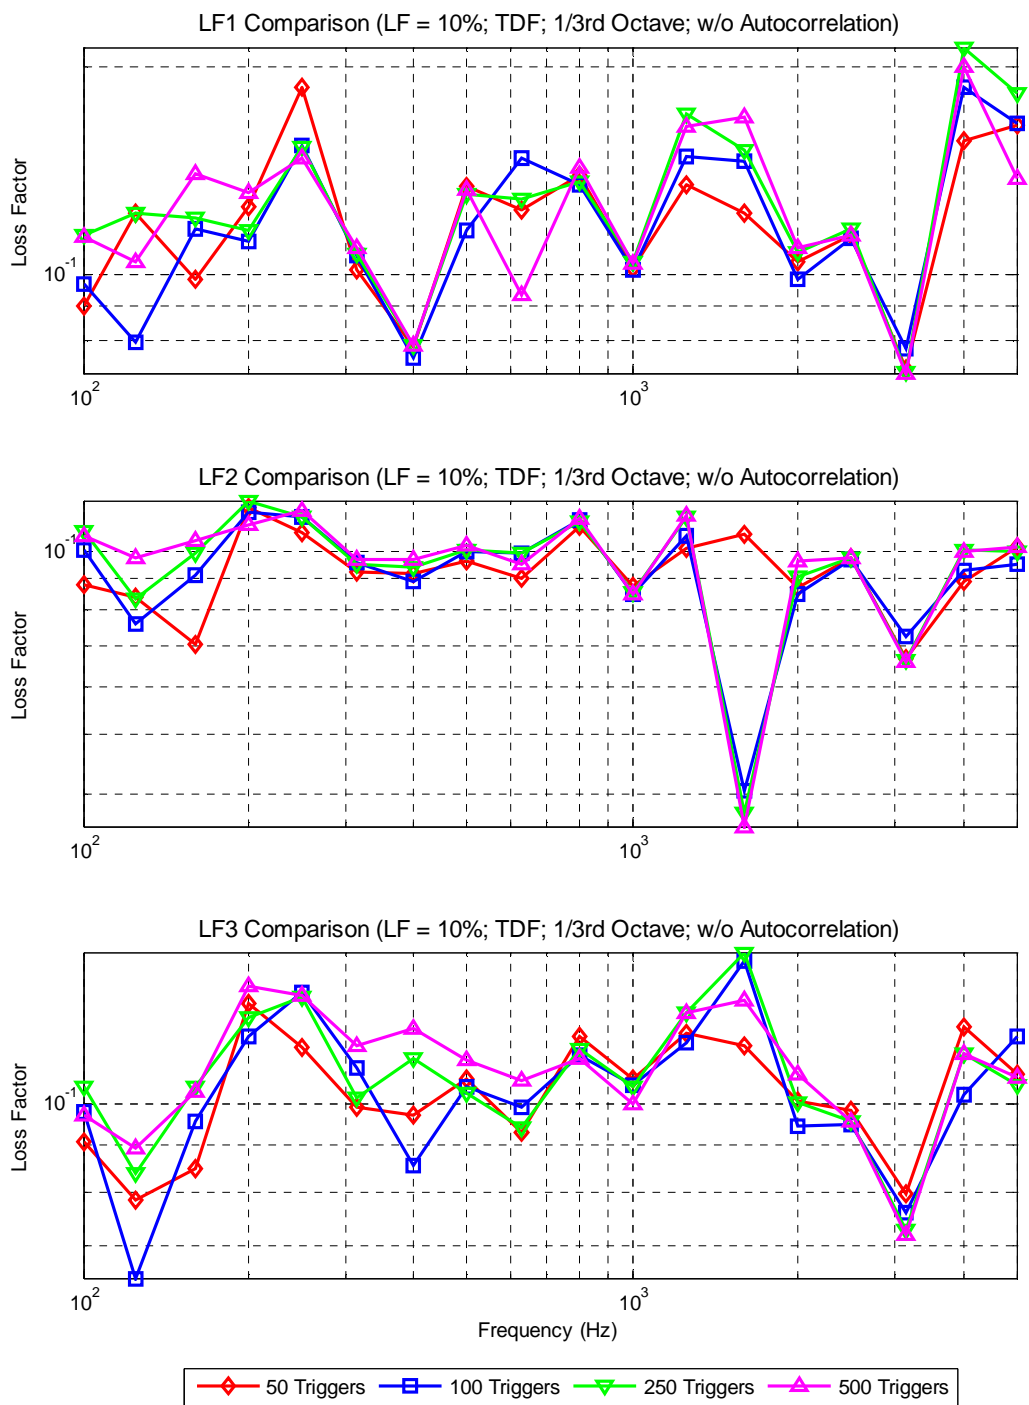 LF1 Comparison (LF = 10%; TDF; 1/3rd Octave; w/o Autocorrelation)
Loss Factor
10^-1
10^2
10^3
LF2 Comparison (LF = 10%; TDF; 1/3rd Octave; w/o Autocorrelation)
Loss Factor
10^-1
10^2
10^3
LF3 Comparison (LF = 10%; TDF; 1/3rd Octave; w/o Autocorrelation)
Loss Factor
10^-1
10^2
10^3
Frequency (Hz)
50 Triggers 100 Triggers 250 Triggers 500 Triggers